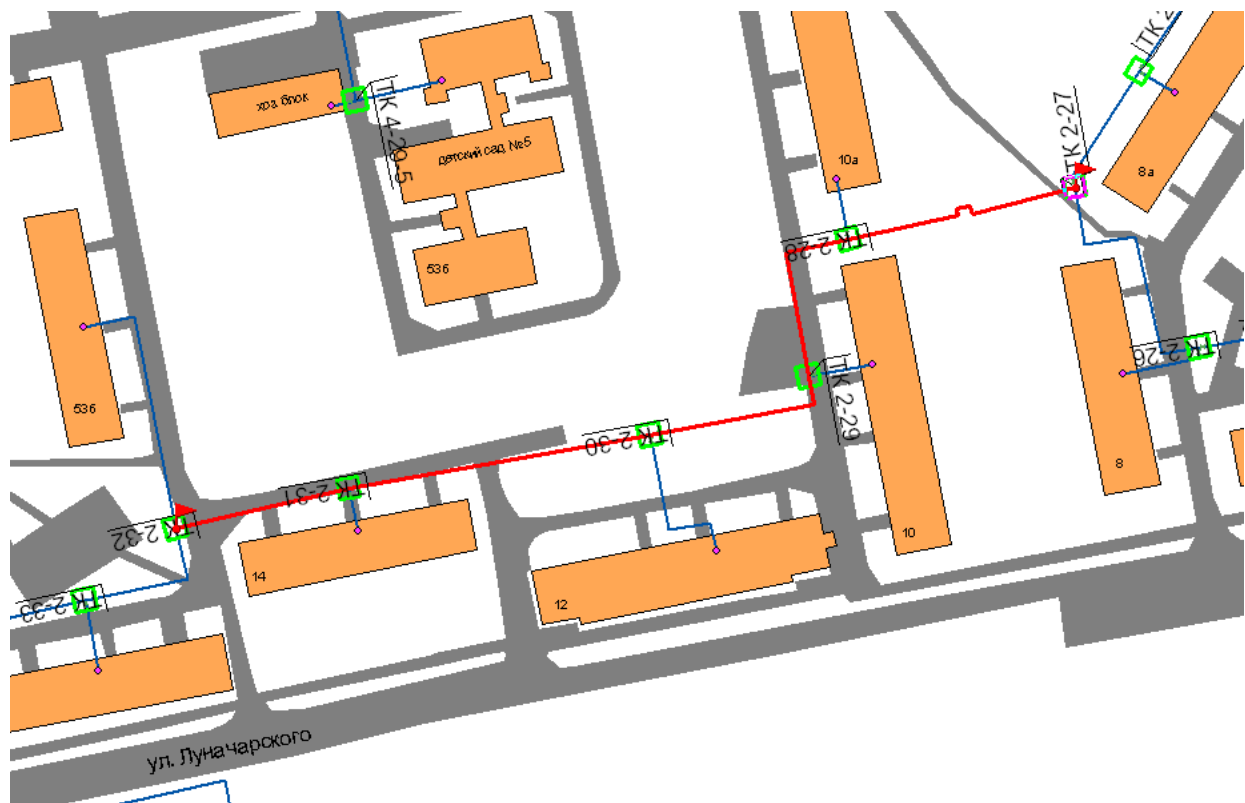 ТК 2
хоз блок
ТК 4-29-5
детский сад №5
ТК 2-27
10а
8а
ТК 2-28
53б
ТК 2-26
ТК 2-29
53б
ТК 2-30
8
ТК 2-31
ТК 2-32
10
14
12
ТК 2-33
ул. Луначарского